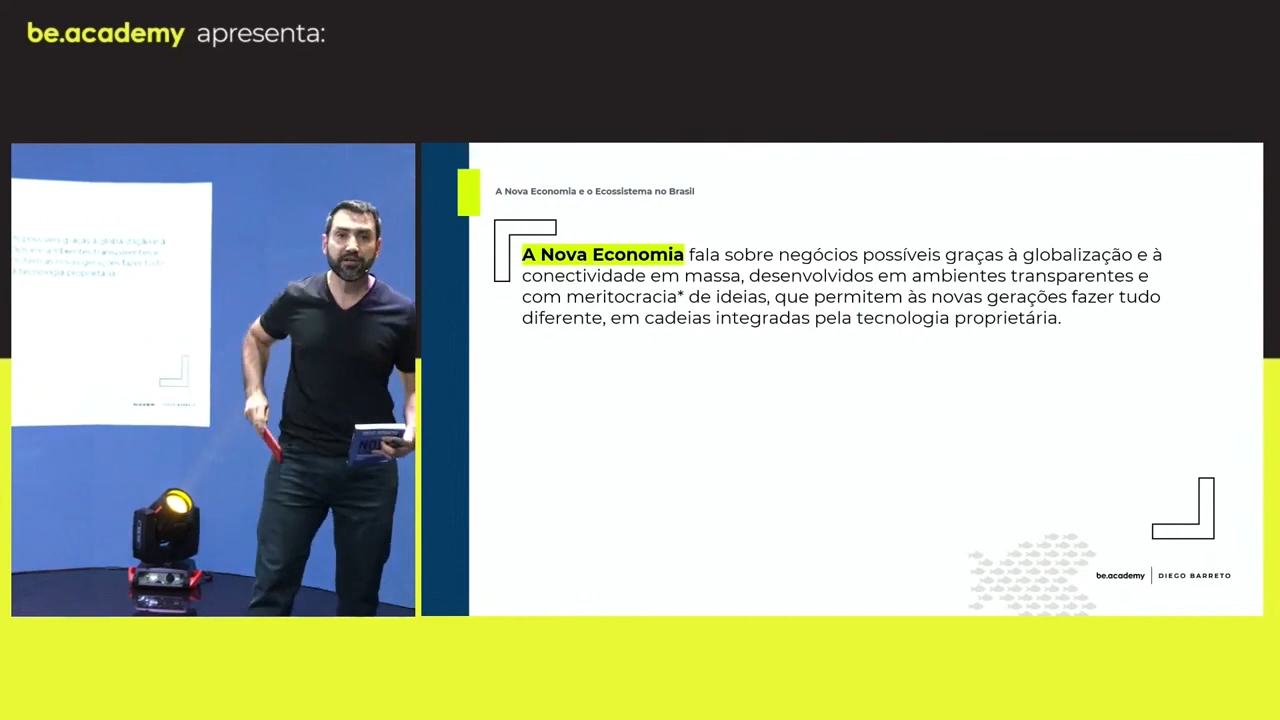 be.academy apresenta:
A Nova Economia e o Ecossistema no Brasil
A Nova Economia fala sobre negócios possíveis graças à globalização e à
conectividade em massa, desenvolvidos em ambientes transparentes e
com meritocracia* de ideias, que permitem às novas gerações fazer tudo
diferente, em cadeias integradas pela tecnologia proprietária.
be.academy | DIEGO BARRETO